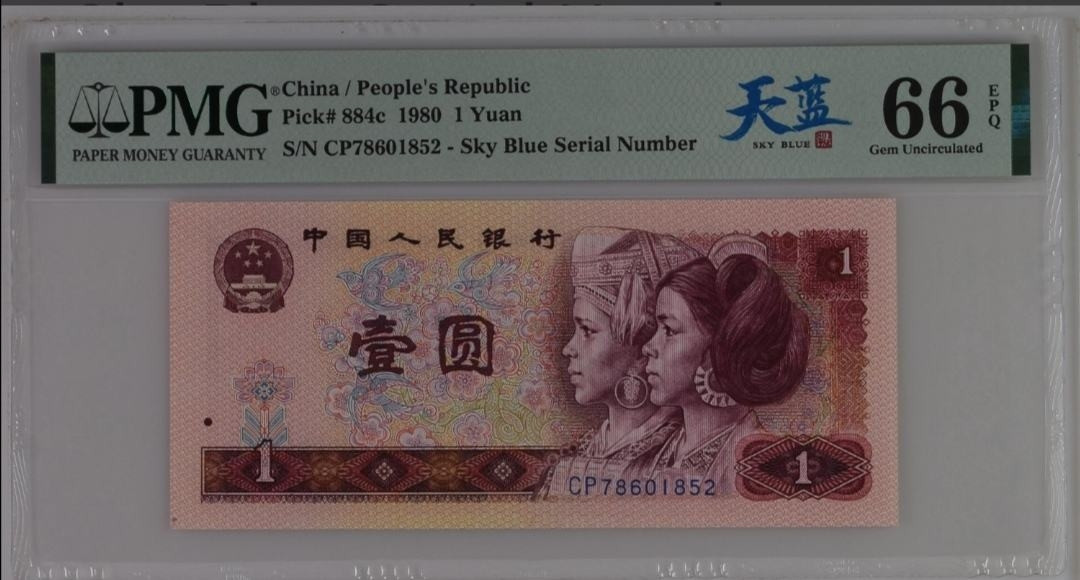 PMG®
PAPER MONEY GUARANTY
China / People's Republic
Pick# 884c 1980 1 Yuan
S/N CP78601852 - Sky Blue Serial Number
天蓝
SKY BLUE
66
EPQ
Gem Uncirculated
中国人民银行
1
壹圆
1
1
CP78601852